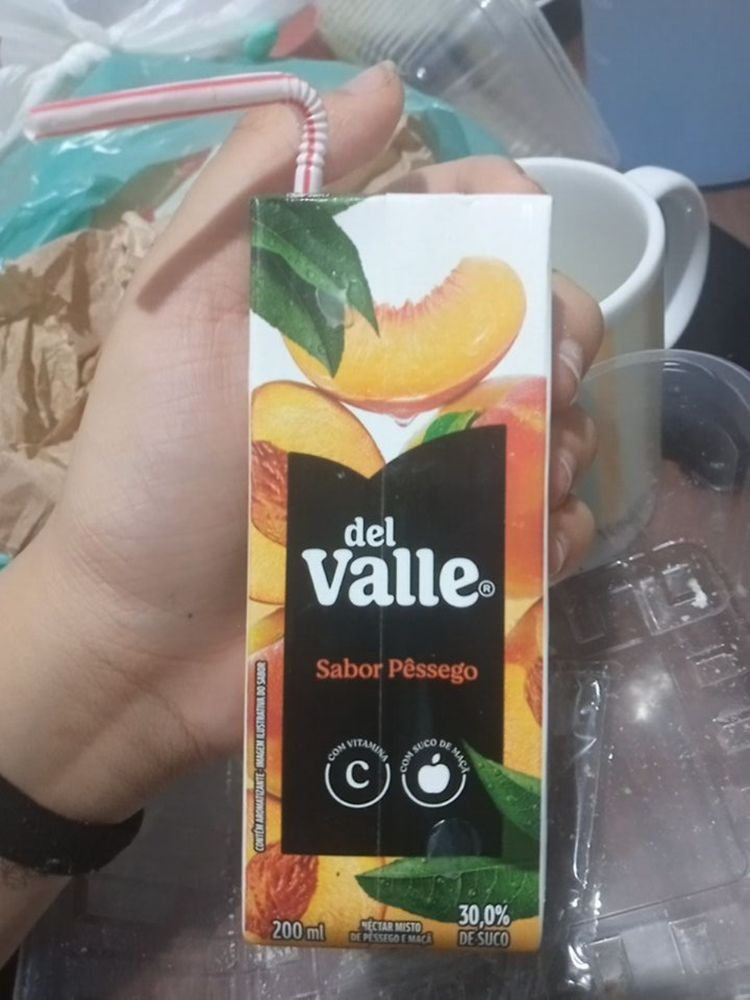 del
Valle®
Sabor Pêssego
COM VITAMINA
C
COM SUCO DE MAÇÃ
CONTÉM AROMATIZANTE - IMAGEM ILUSTRATIVA DO SABOR
200 ml
NÉCTAR MISTO
DE PÊSSEGO E MAÇÃ
30,0%
DE SUCO